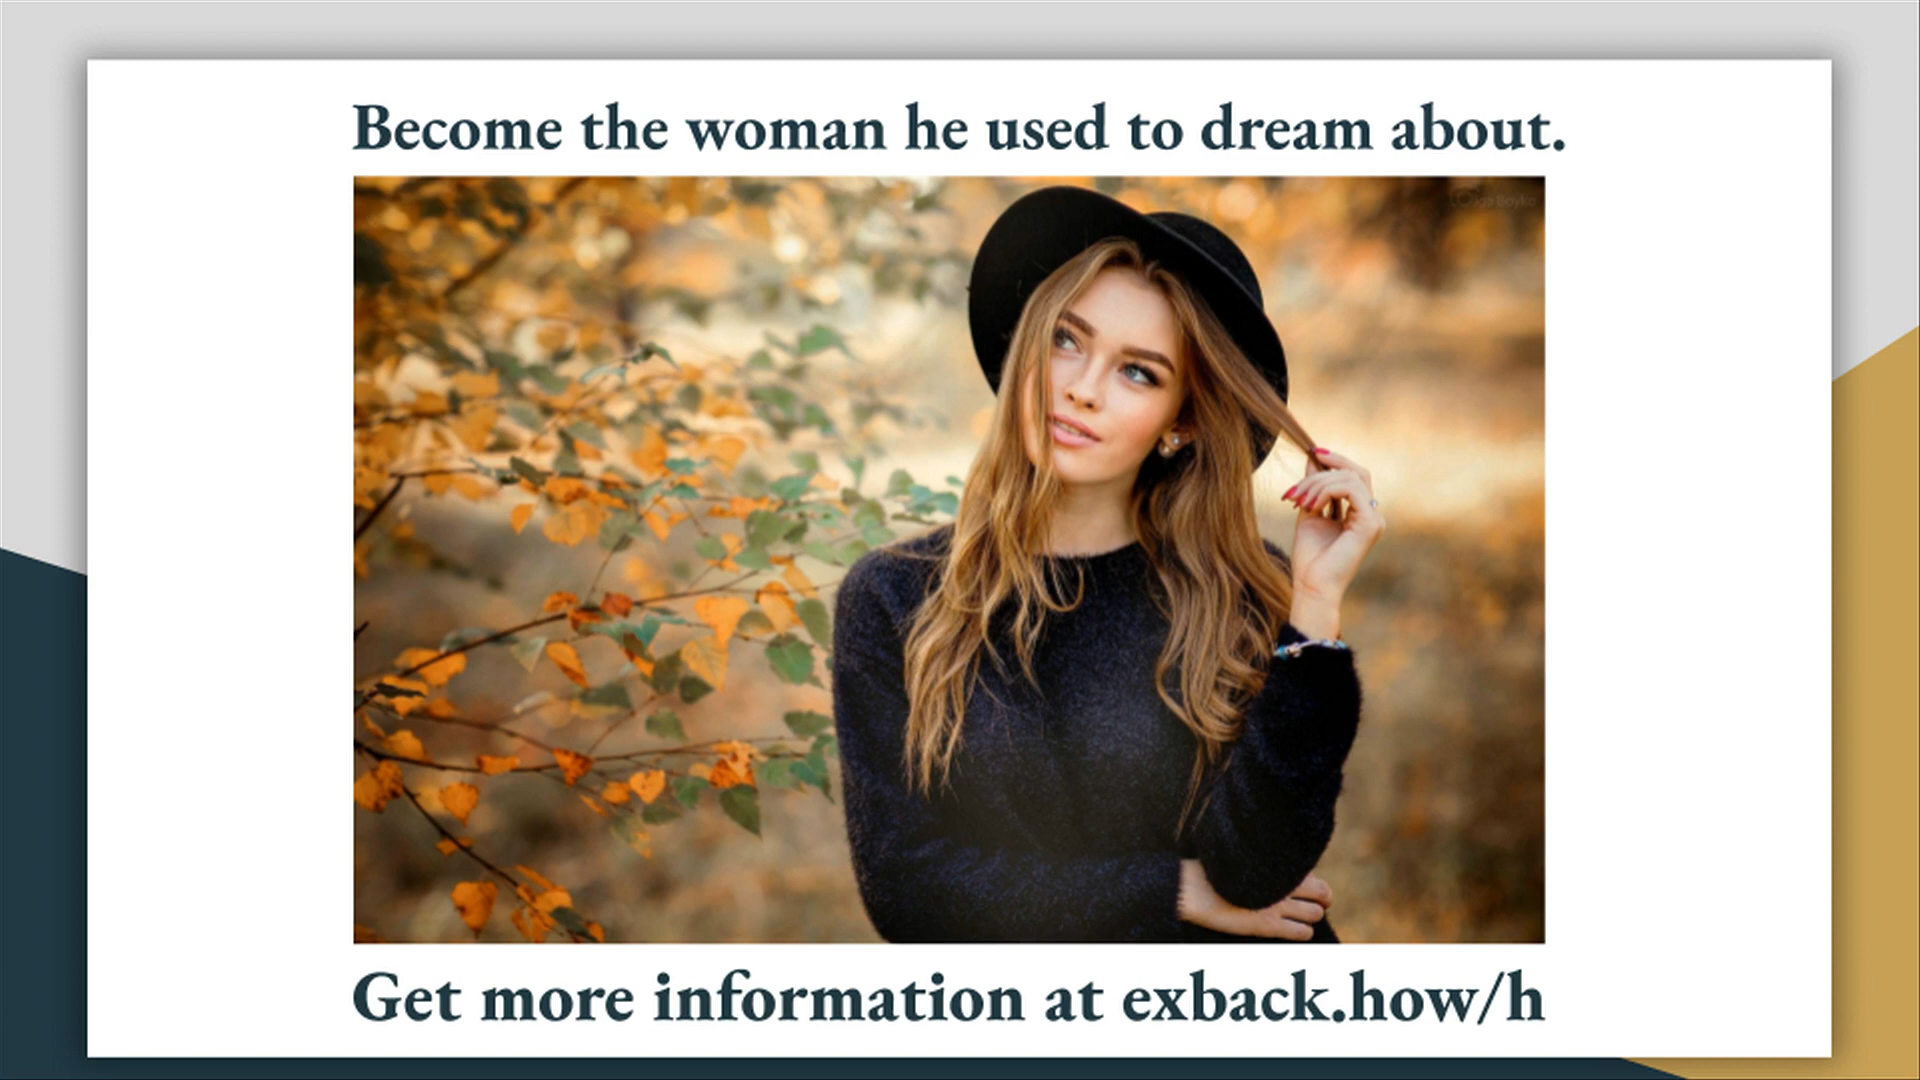 Become the woman he used to dream about.
Get more information at exback.how/h